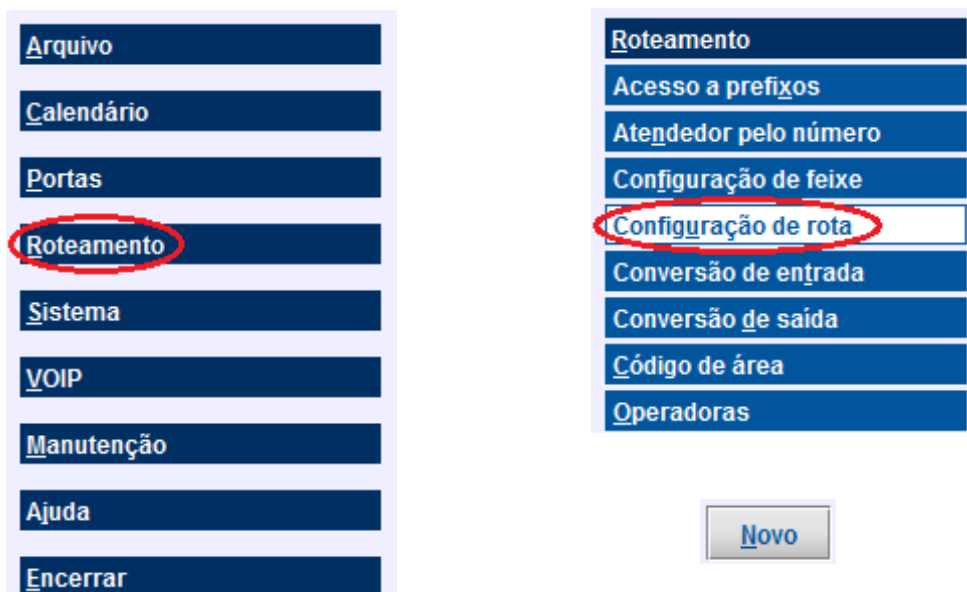 Arquivo
Calendário
Portas
Roteamento
Sistema
VOIP
Manutenção
Ajuda
Encerrar
Roteamento
Acesso a prefixos
Atendedor pelo número
Configuração de feixe
Configuração de rota
Conversão de entrada
Conversão de saída
Código de área
Operadoras
Novo